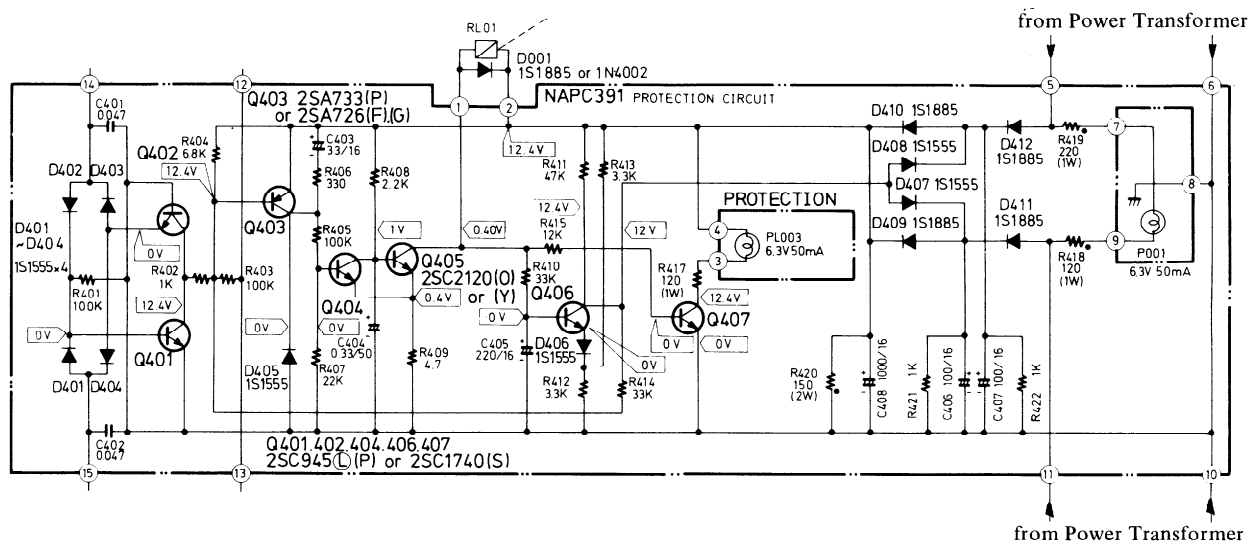 from Power Transformer
RL01
D001
1S1885 or 1N4002
14
12
1
2
5
6
NAPC391 PROTECTION CIRCUIT
Q403 2SA733(P)
or 2SA726(F),(G)
C401
0.047
R404
6.8K
C403
33/16
12.4V
D410 1S1885
D408 1S1555
D412
1S1885
R419
220
(1W)
7
Q402
12.4V
R406
330
R408
2.2K
R411
47K
R413
3.3K
D402
D403
D407 1S1555
8
Q403
12.4V
PROTECTION
D411
1S1885
D401
~D404
1S1555×4
0V
R405
100K
1V
0.40V
R415
12K
12V
D409 1S1885
4
PL003
6.3V 50mA
3
9
R418
120
(1W)
P001
6.3V 50mA
R401
100K
R402
1K
R403
100K
Q405
2SC2120(O)
or (Y)
R410
33K
R417
120
(1W)
12.4V
Q404
0.4V
Q406
12.4V
0V
0V
0V
0V
Q407
Q401
C404
0.33/50
C405
220/16
D406
1S1555
0V
0V
0V
D401
D404
D405
1S1555
R407
22K
R409
4.7
R412
3.3K
R414
33K
R420
150
(2W)
C408 1000/16
R421 1K
C406 100/16
C407 100/16
R422 1K
C402
0.047
Q401.402.404.406.407
2SC945(L)(P) or 2SC1740(S)
15
13
11
10
from Power Transformer